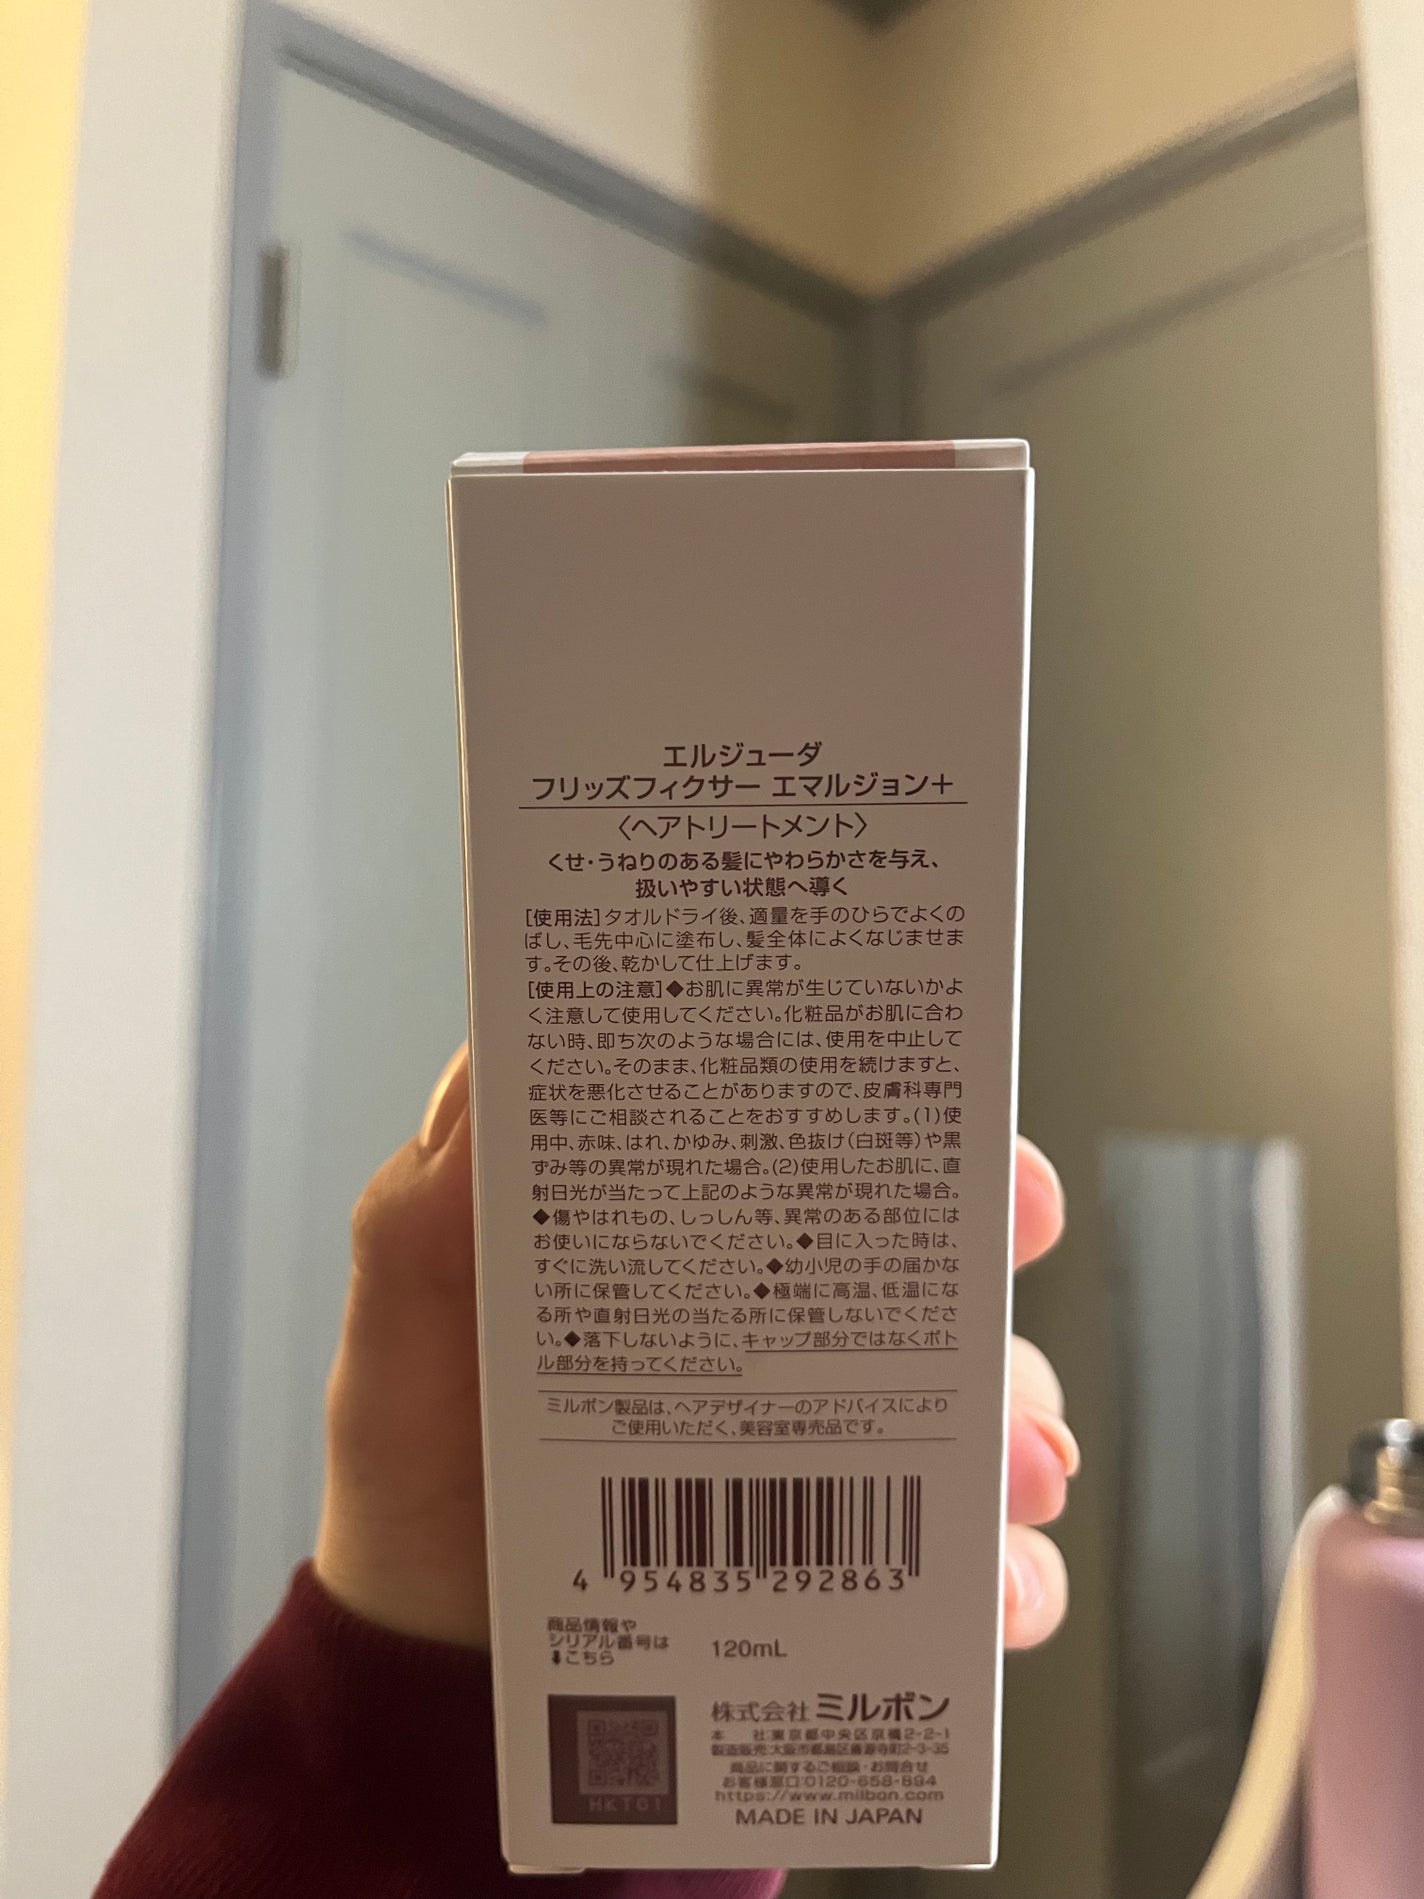 エルジューダ
フリッズフィクサー エマルジョン＋
〈ヘアトリートメント〉
くせ・うねりのある髪にやわらかさを与え、
扱いやすい状態へ導く
［使用法］タオルドライ後、適量を手のひらでよくの
ばし、毛先中心に塗布し、髪全体によくなじませま
す。その後、乾かして仕上げます。
［使用上の注意］◆お肌に異常が生じていないかよ
く注意して使用してください。化粧品がお肌に合わ
ない時、即ち次のような場合には、使用を中止して
ください。そのまま、化粧品類の使用を続けますと、
症状を悪化させることがありますので、皮膚科専門
医等にご相談されることをおすすめします。(1)使
用中、赤味、はれ、かゆみ、刺激、色抜け（白斑等）や黒
ずみ等の異常が現れた場合。(2)使用したお肌に、直
射日光が当たって上記のような異常が現れた場合。
◆傷やはれもの、しっしん等、異常のある部位には
お使いにならないでください。◆目に入った時は、
すぐに洗い流してください。◆幼小児の手の届かな
い所に保管してください。◆極端に高温、低温にな
る所や直射日光の当たる所に保管しないでくださ
い。◆落下しないように、キャップ部分ではなくボト
ル部分を持ってください。
ミルボン製品は、ヘアデザイナーのアドバイスにより
ご使用いただく、美容室専売品です。
4 954835 292863
商品情報や
シリアル番号は
⬇こちら
120mL
HKT01
株式会社 ミルボン
本 社:東京都中央区京橋2-2-1
製造販売:大阪市都島区善源寺町2-3-35
商品に関するご相談・お問合せ
お客様窓口:0120-658-894
https://www.milbon.com
MADE IN JAPAN